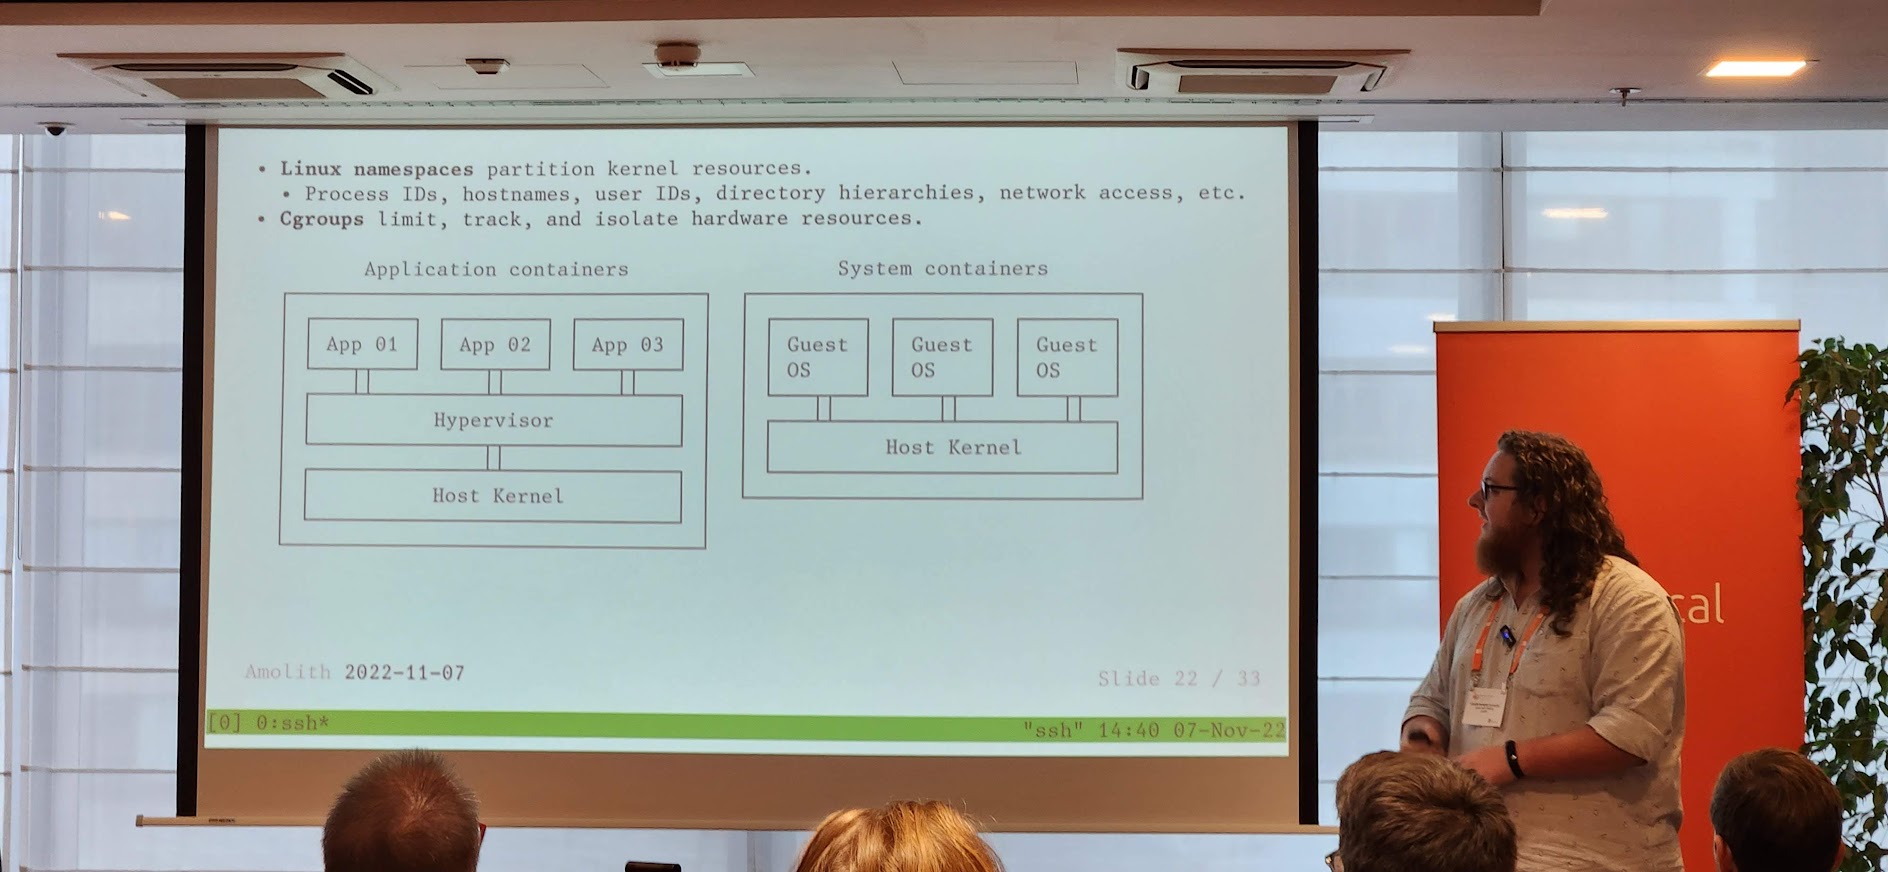 • Linux namespaces partition kernel resources.
• Process IDs, hostnames, user IDs, directory hierarchies, network access, etc.
• Cgroups limit, track, and isolate hardware resources.
Application containers
App 01 App 02 App 03
Hypervisor
Host Kernel
System containers
Guest OS
Guest OS
Guest OS
Host Kernel
Amolith 2022-11-07
Slide 22 / 33
[0] 0:ssh*
"ssh" 14:40 07-Nov-22
cal